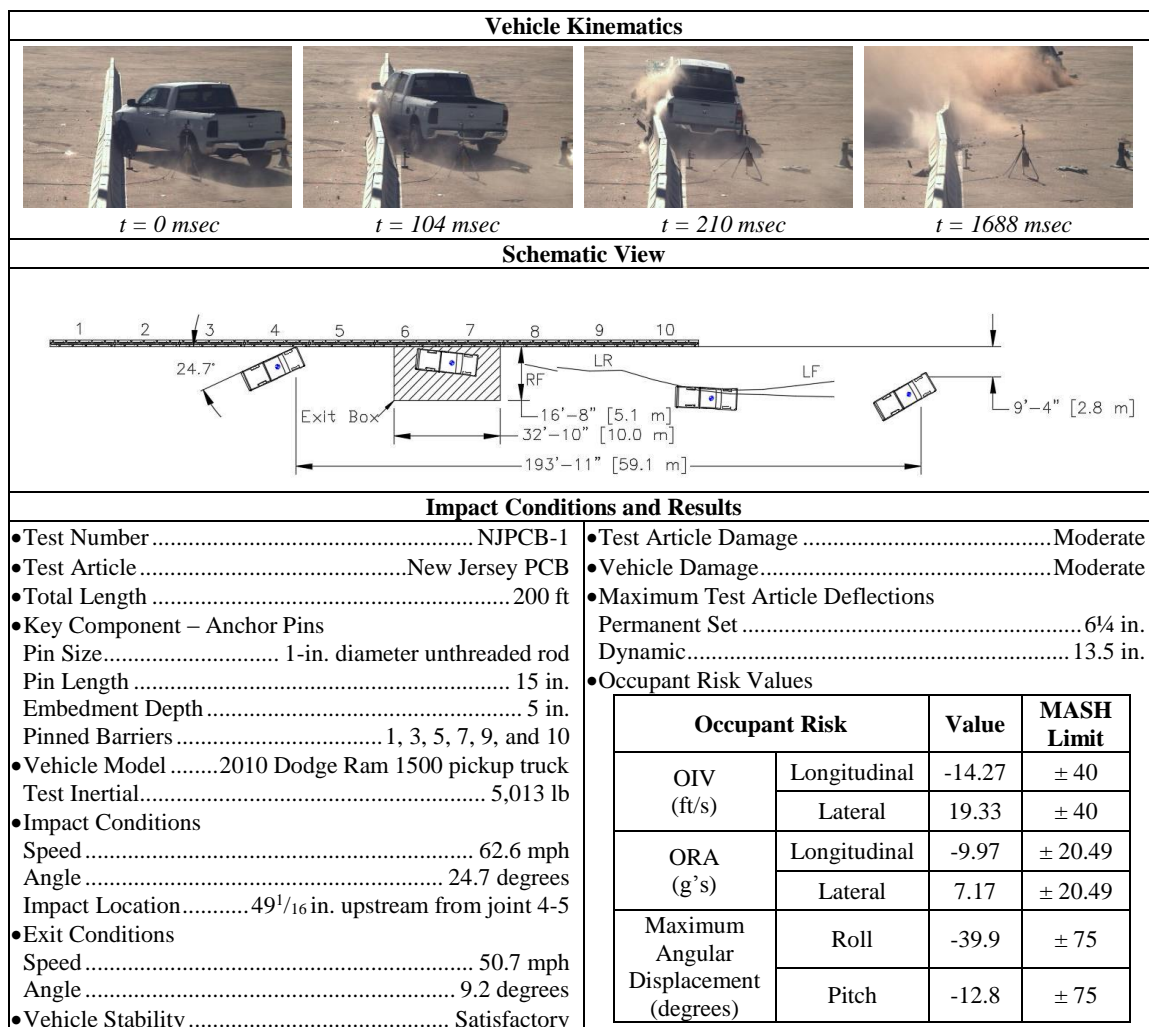 Vehicle Kinematics
t = 0 msec
t = 104 msec
t = 210 msec
t = 1688 msec
Schematic View
1 2 3 4 5 6 7 8 9 10
24.7°
LR
LF
RF
Exit Box
16'-8" [5.1 m]
32'-10" [10.0 m]
9'-4" [2.8 m]
193'-11" [59.1 m]
Impact Conditions and Results
•Test Number ........ NJPCB-1
•Test Article ........ New Jersey PCB
•Total Length ........ 200 ft
•Key Component – Anchor Pins
Pin Size ........ 1-in. diameter unthreaded rod
Pin Length ........ 15 in.
Embedment Depth ........ 5 in.
Pinned Barriers ........ 1, 3, 5, 7, 9, and 10
•Vehicle Model ........ 2010 Dodge Ram 1500 pickup truck
Test Inertial ........ 5,013 lb
•Impact Conditions
Speed ........ 62.6 mph
Angle ........ 24.7 degrees
Impact Location ........ 49 1/16 in. upstream from joint 4-5
•Exit Conditions
Speed ........ 50.7 mph
Angle ........ 9.2 degrees
•Vehicle Stability ........ Satisfactory
•Test Article Damage ........ Moderate
•Vehicle Damage ........ Moderate
•Maximum Test Article Deflections
Permanent Set ........ 6¼ in.
Dynamic ........ 13.5 in.
•Occupant Risk Values
Occupant Risk Value MASH Limit
OIV (ft/s) Longitudinal -14.27 ± 40
Lateral 19.33 ± 40
ORA (g's) Longitudinal -9.97 ± 20.49
Lateral 7.17 ± 20.49
Maximum Angular Displacement (degrees) Roll -39.9 ± 75
Pitch -12.8 ± 75